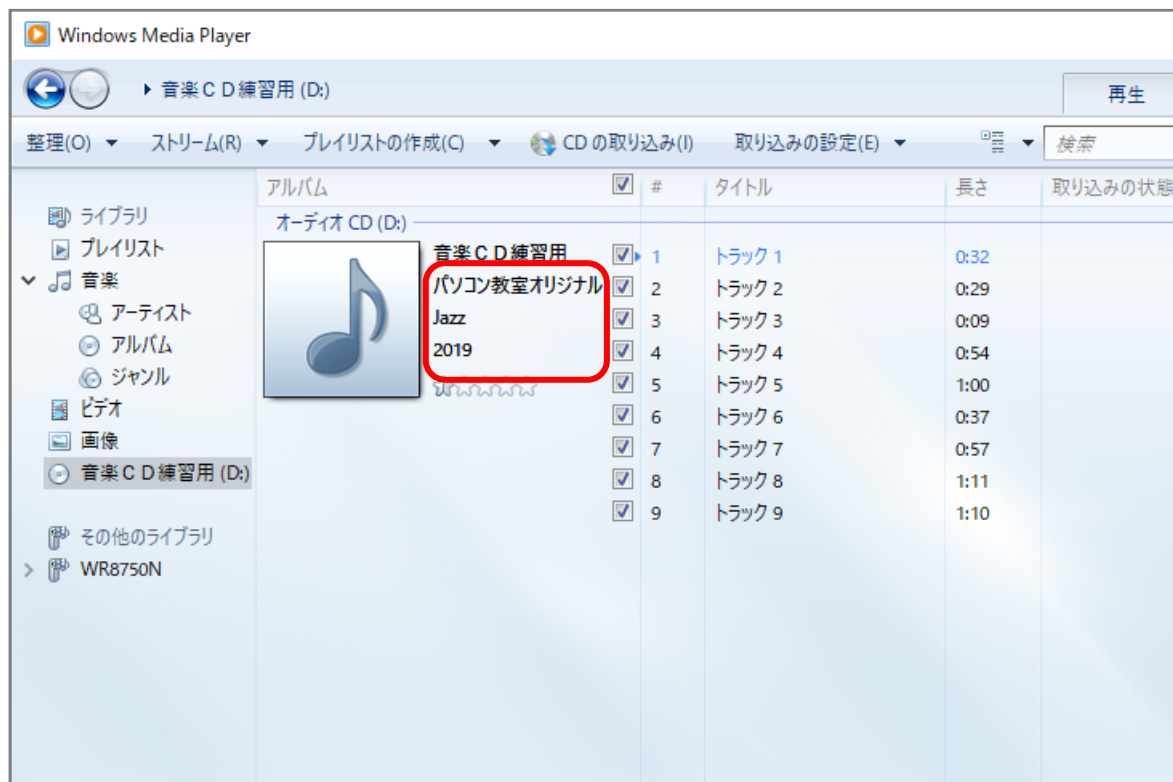 Windows Media Player
音楽ＣＤ練習用 (D:)
再生
整理(O) ストリーム(R) プレイリストの作成(C) CD の取り込み(I) 取り込みの設定(E) 検索
アルバム # タイトル 長さ 取り込みの状態
ライブラリ
プレイリスト
音楽
アーティスト
アルバム
ジャンル
ビデオ
画像
音楽ＣＤ練習用 (D:)
その他のライブラリ
WR8750N
オーディオ CD (D:)
音楽ＣＤ練習用
パソコン教室オリジナル
Jazz
2019
1 トラック 1 0:32
2 トラック 2 0:29
3 トラック 3 0:09
4 トラック 4 0:54
5 トラック 5 1:00
6 トラック 6 0:37
7 トラック 7 0:57
8 トラック 8 1:11
9 トラック 9 1:10